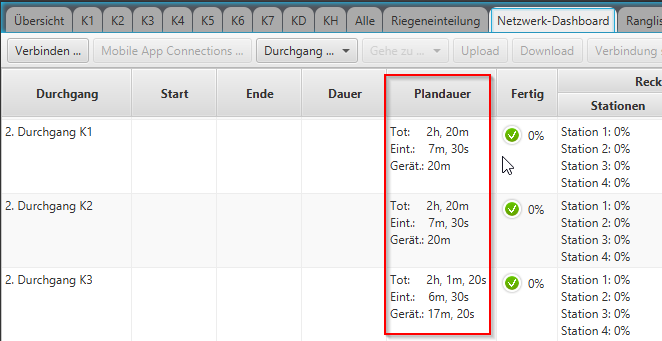 Übersicht K1 K2 K3 K4 K5 K6 K7 KD KH Alle Riegeneinteilung Netzwerk-Dashboard
Verbinden ... Mobile App Connections ... Durchgang ... Gehe zu ... Upload Download Verbindung
Durchgang Start Ende Dauer Plandauer Fertig
Stationen
2. Durchgang K1 Tot: 2h, 20m 0% Station 1: 0%
Eint.: 7m, 30s Station 2: 0%
Gerät.: 20m Station 3: 0%
Station 4: 0%
2. Durchgang K2 Tot: 2h, 20m 0% Station 1: 0%
Eint.: 7m, 30s Station 2: 0%
Gerät.: 20m Station 3: 0%
Station 4: 0%
2. Durchgang K3 Tot: 2h, 1m, 20s 0% Station 1: 0%
Eint.: 6m, 30s Station 2: 0%
Gerät.: 17m, 20s Station 3: 0%
Station 4: 0%